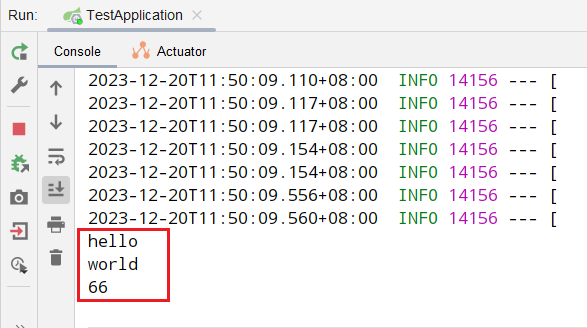 Run: TestApplication
Console Actuator
2023-12-20T11:50:09.110+08:00 INFO 14156 --- [
2023-12-20T11:50:09.117+08:00 INFO 14156 --- [
2023-12-20T11:50:09.117+08:00 INFO 14156 --- [
2023-12-20T11:50:09.154+08:00 INFO 14156 --- [
2023-12-20T11:50:09.154+08:00 INFO 14156 --- [
2023-12-20T11:50:09.556+08:00 INFO 14156 --- [
2023-12-20T11:50:09.560+08:00 INFO 14156 --- [
hello
world
66